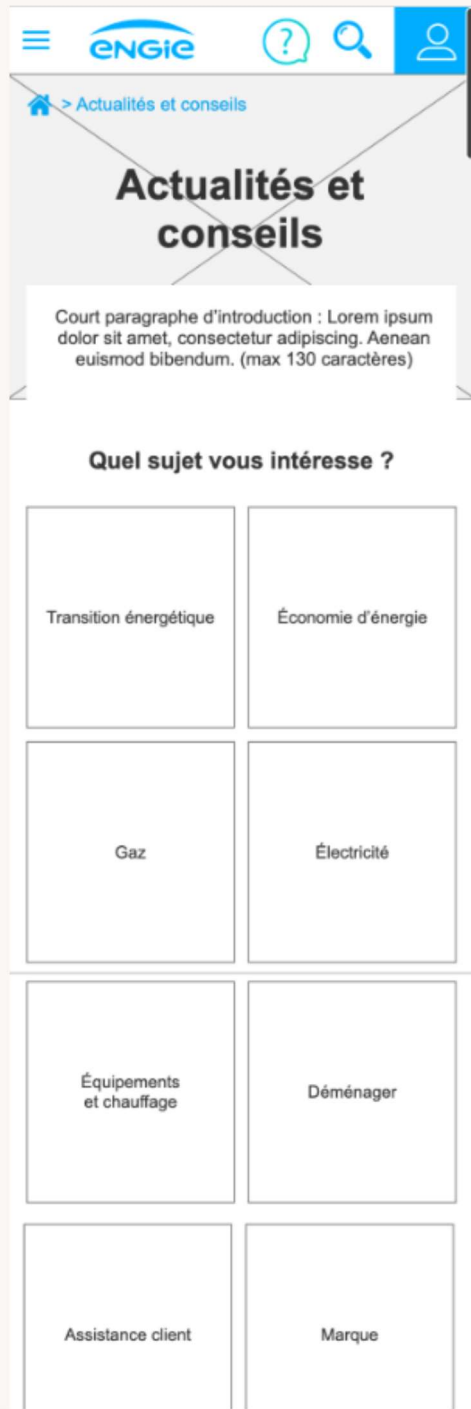 ENGIE
?
> Actualités et conseils
Actualités et
conseils
Court paragraphe d'introduction : Lorem ipsum
dolor sit amet, consectetur adipiscing. Aenean
euismod bibendum. (max 130 caractères)
Quel sujet vous intéresse ?
Transition énergétique
Économie d'énergie
Gaz
Électricité
Équipements
et chauffage
Déménager
Assistance client
Marque